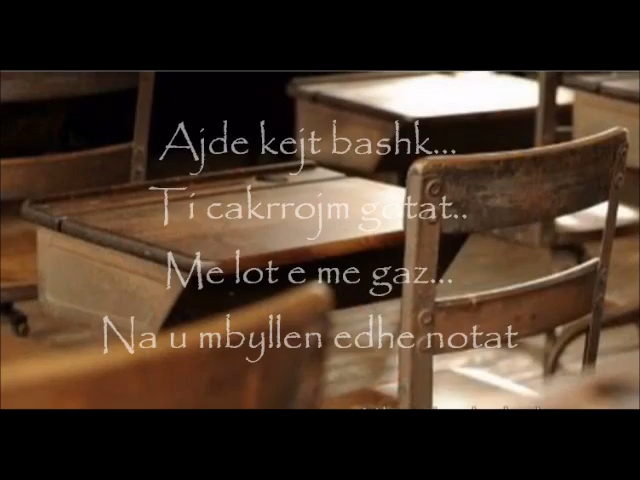 Ajde kejt bashk...
Ti cakrrojm gotat..
Me lot e me gaz...
Na u mbyllen edhe notat